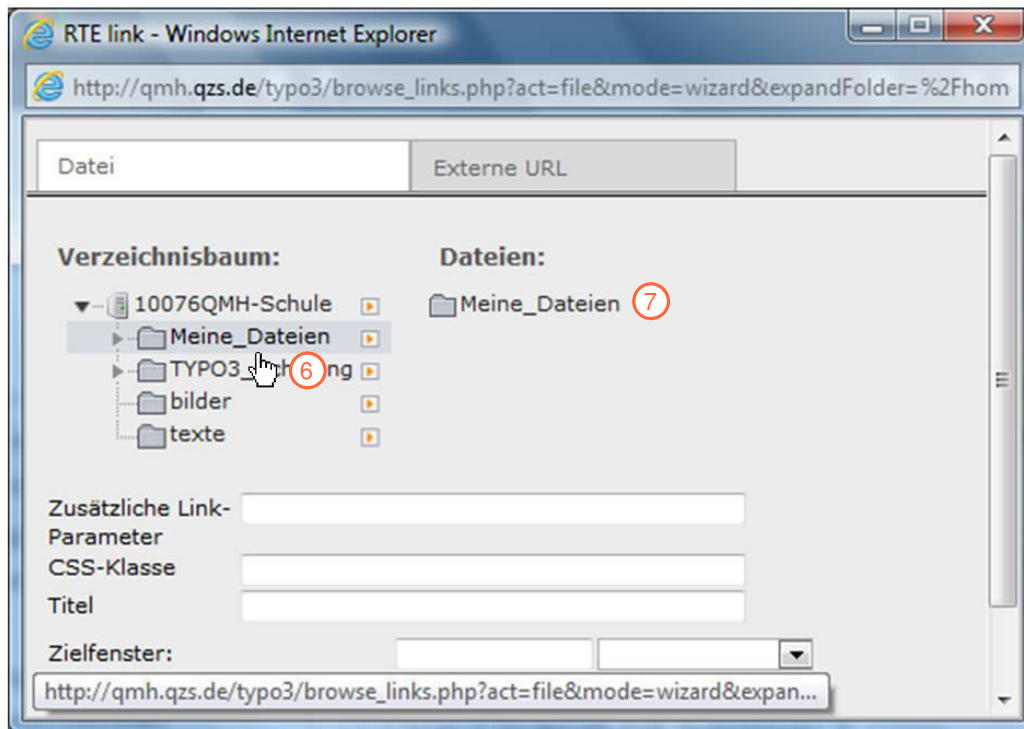 RTE link - Windows Internet Explorer
http://qmh.qzs.de/typo3/browse_links.php?act=file&mode=wizard&expandFolder=%2Fhom
Datei
Externe URL
Verzeichnisbaum:
Dateien:
10076QMH-Schule
Meine_Dateien 7
Meine_Dateien
TYPO3_ 6 ng
bilder
texte
Zusätzliche Link-
Parameter
CSS-Klasse
Titel
Zielfenster:
http://qmh.qzs.de/typo3/browse_links.php?act=file&mode=wizard&expan...